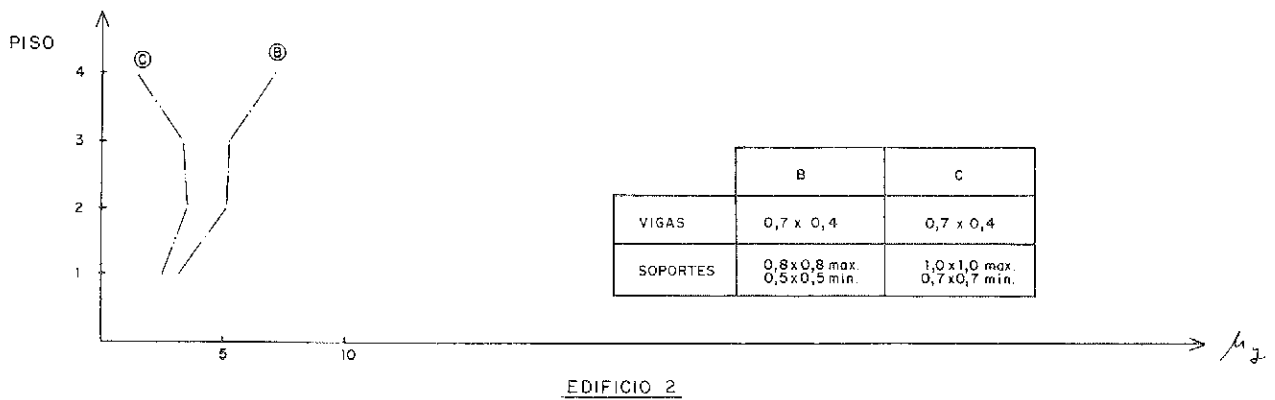 PISO
C
B
4
3
2
1
5
10
μy
B
C
VIGAS
0,7 x 0,4
0,7 x 0,4
SOPORTES
0,8x0,8 max.
0,5x0,5 min.
1,0x1,0 max.
0,7x0,7 min.
EDIFICIO 2